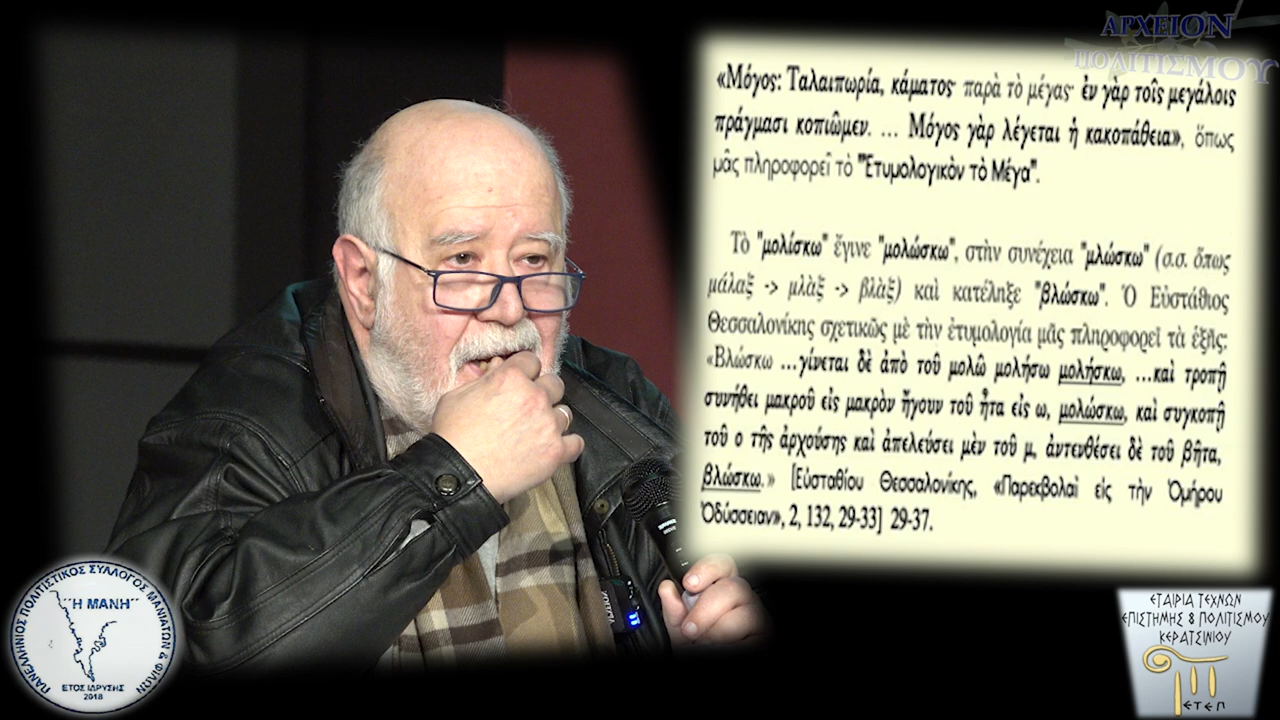 ΑΡΧΕΙΟΝ
ΠΟΛΙΤΙΣΜΟΥ
«Μόγος: Ταλαιπωρία, κάματος· παρὰ τὸ μέγας· ἐν γὰρ τοῖς μεγάλοις
πράγμασι κοπιῶμεν. ... Μόγος γὰρ λέγεται ἡ κακοπάθεια», ὅπως
μᾶς πληροφορεῖ τὸ "Ἐτυμολογικὸν τὸ Μέγα".
Τὸ "μολίσκω" ἔγινε "μολώσκω", στὴν συνέχεια "μλώσκω" (σ.σ. ὅπως
μάλαξ -> μλὰξ -> βλὰξ) καὶ κατέληξε "βλώσκω". Ὁ Εὐστάθιος
Θεσσαλονίκης σχετικῶς μὲ τὴν ἐτυμολογία μᾶς πληροφορεῖ τὰ ἑξῆς:
«Βλώσκω ...γίνεται δὲ ἀπὸ τοῦ μολῶ μολήσω μολήσκω, ...καὶ τροπῇ
συνήθει μακροῦ εἰς μακρὸν ἤγουν τοῦ ἦτα εἰς ω, μολώσκω, καὶ συγκοπῇ
τοῦ ο τῆς ἀρχούσης καὶ ἀπελεύσει μὲν τοῦ μ, ἀντενθέσει δὲ τοῦ βῆτα,
βλώσκω.» [Εὐσταθίου Θεσσαλονίκης, «Παρεκβολαὶ εἰς τὴν Ὁμήρου
Ὀδύσσειαν», 2, 132, 29-33] 29-37.
ΠΑΝΕΛΛΗΝΙΟΣ ΠΟΛΙΤΙΣΤΙΚΟΣ ΣΥΛΛΟΓΟΣ ΜΑΝΙΑΤΩΝ & ΦΙΛΩΝ
"Η ΜΑΝΗ"
ΕΤΟΣ ΙΔΡΥΣΗΣ
2018
ΕΤΑΙΡΙΑ ΤΕΧΝΩΝ
ΕΠΙΣΤΗΜΗΣ & ΠΟΛΙΤΙΣΜΟΥ
ΚΕΡΑΤΣΙΝΙΟΥ
ΕΤΕΠ